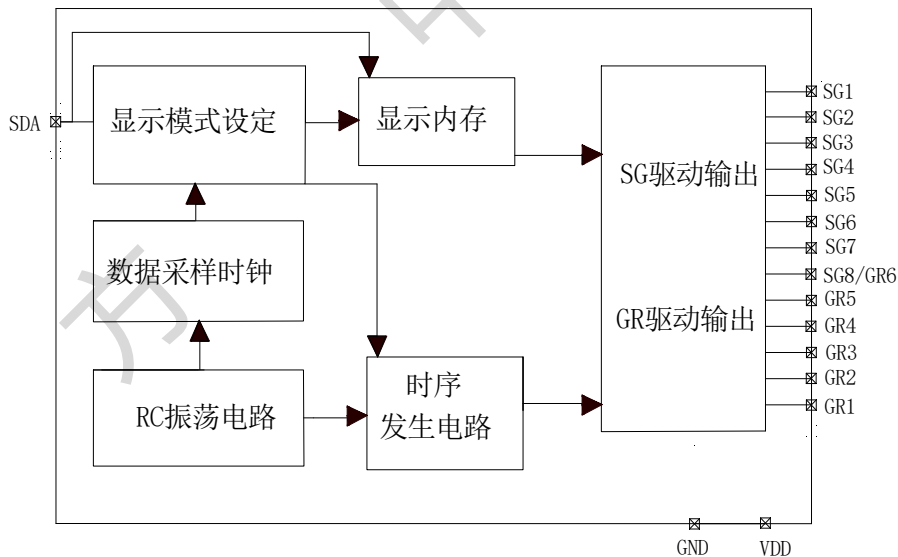 SDA
显示模式设定
显示内存
数据采样时钟
RC振荡电路
时序
发生电路
SG驱动输出
GR驱动输出
SG1
SG2
SG3
SG4
SG5
SG6
SG7
SG8/GR6
GR5
GR4
GR3
GR2
GR1
GND
VDD
方